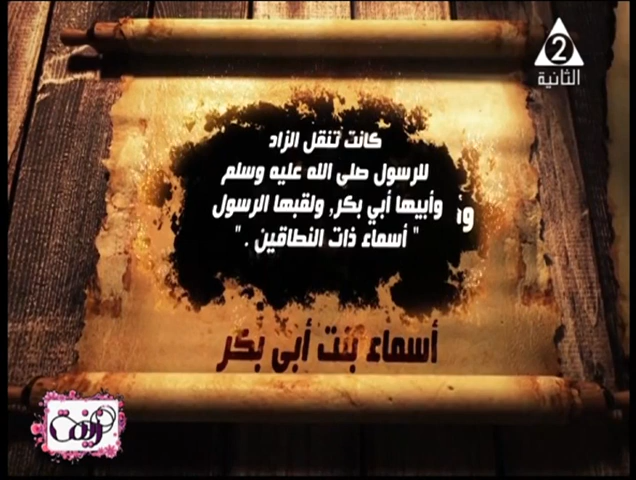 2
الثانية
كانت تنقل الزاد
للرسول صلى الله عليه وسلم
وأبيها أبي بكر, ولقبها الرسول
" أسماء ذات النطاقين . "
أسماء بنت أبى بكر